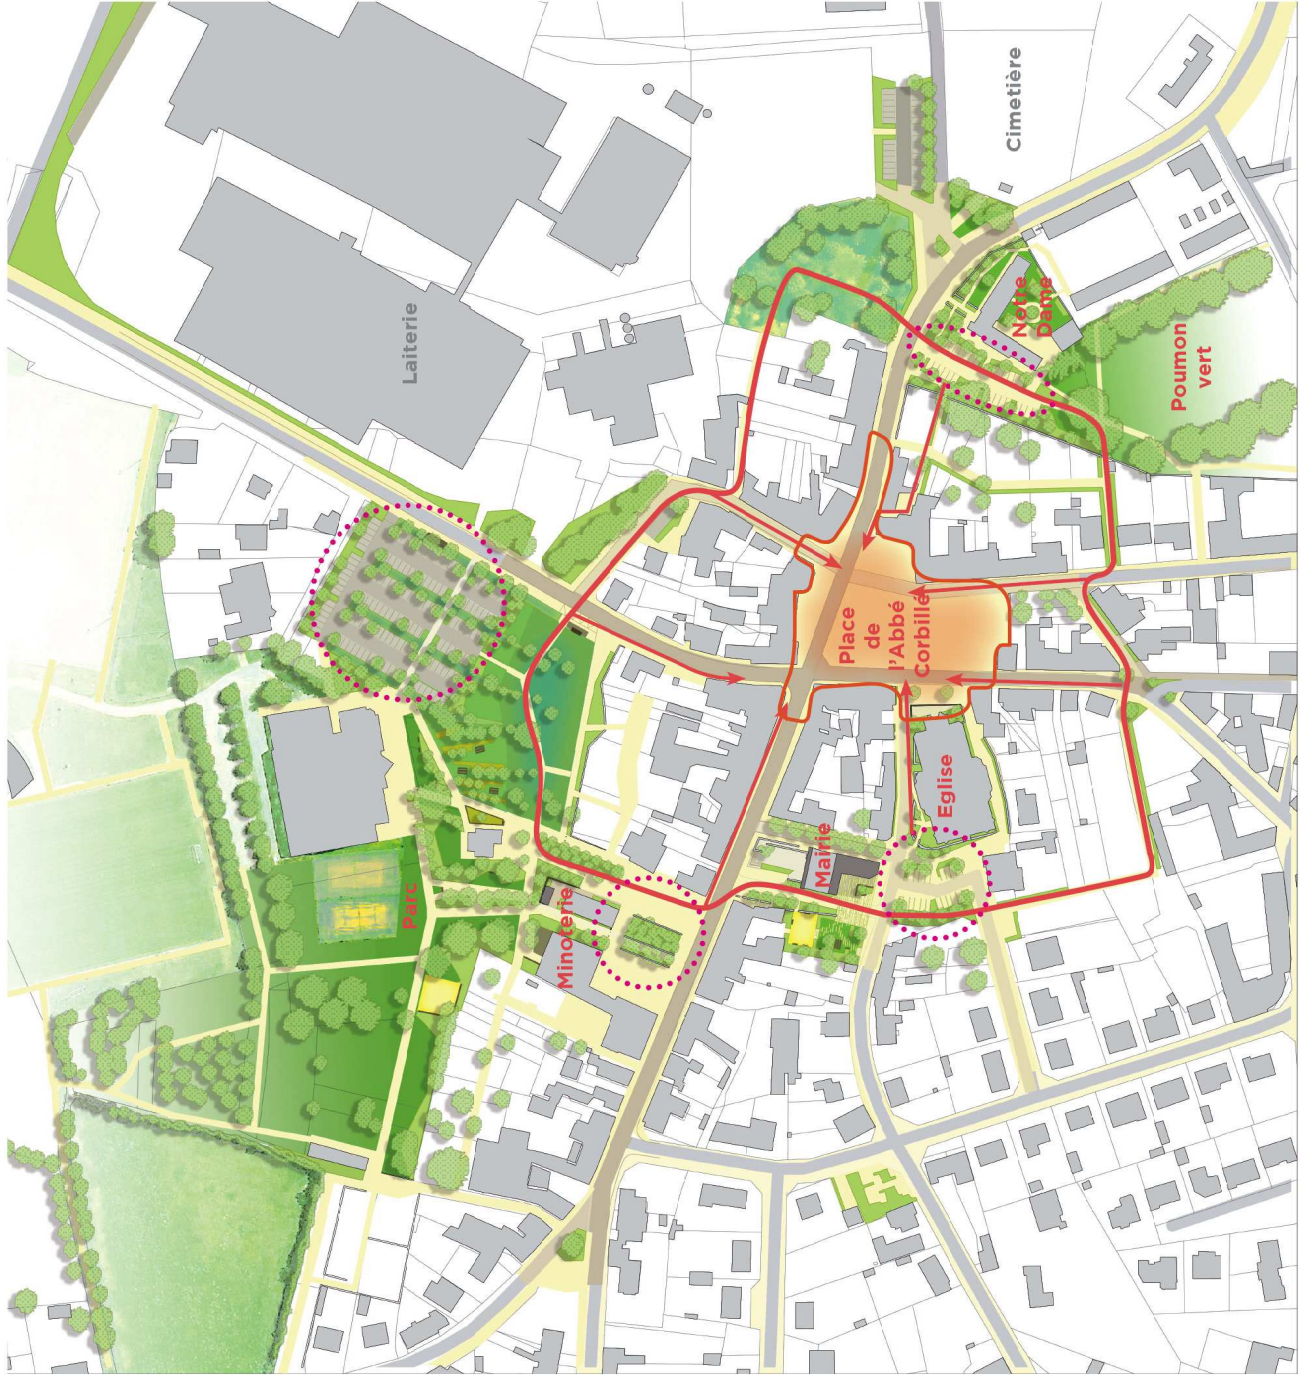 Cimetière
Laiterie
Notre
Dame
Poumon
vert
Place
de
l'Abbé
Corbillé
Eglise
Mairie
Parc
Minoterie